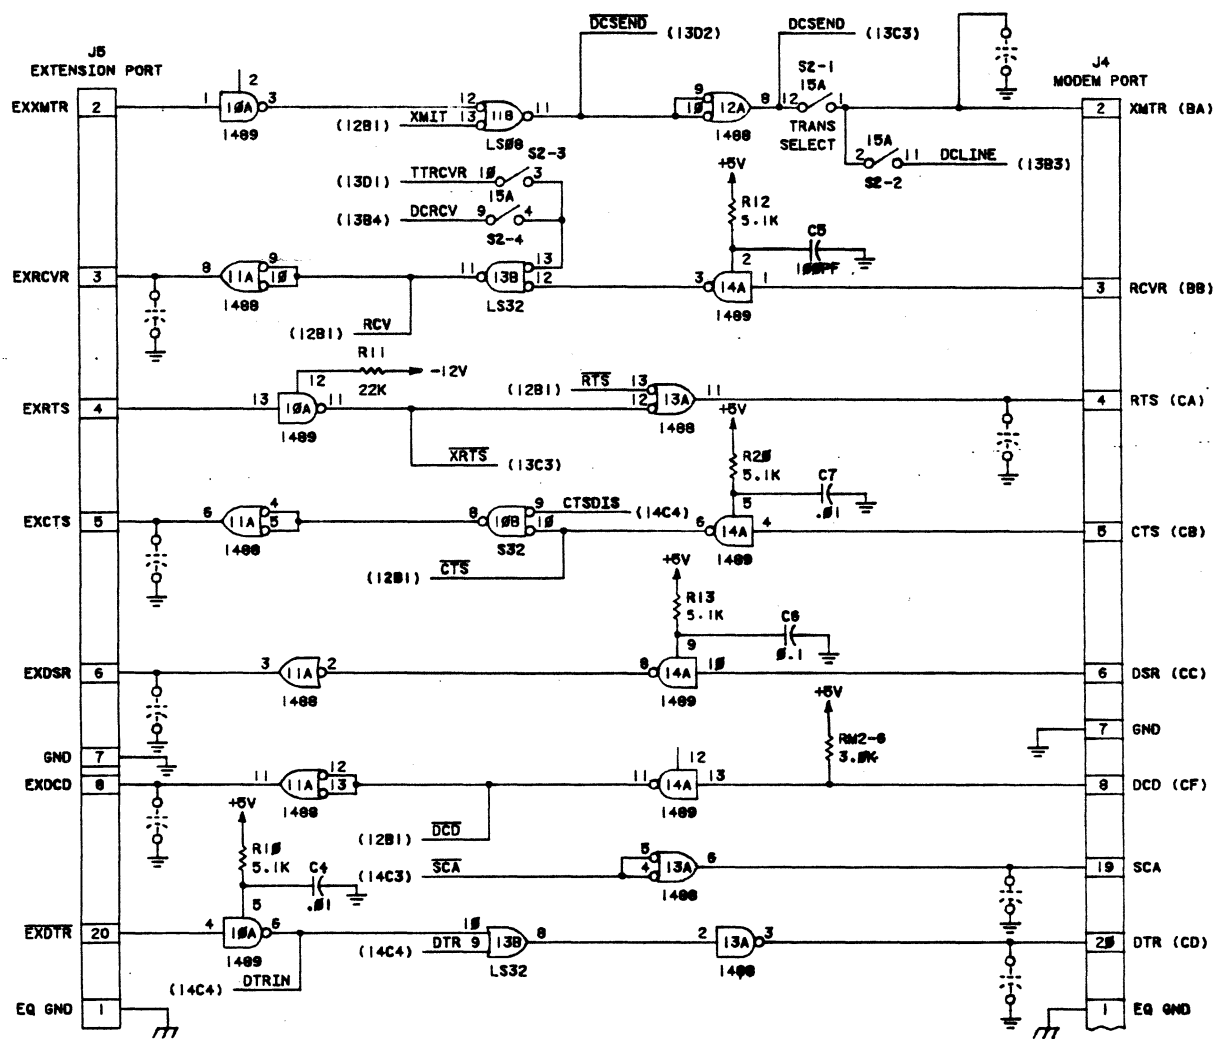 DCSEND (13D2)
DCSEND (13C3)
J5
EXTENSION PORT
J4
MODEM PORT
EXXMTR 2
1 2 10A 3
1489
12
XMIT 13
(12B1)
11B 11
LS08
9
10
12A 8
1488
S2-1
15A
12 1
TRANS
SELECT
2 XMTR (BA)
15A
2 11 DCLINE (13B3)
S2-2
S2-3
(13D1) TTRCVR 10 3
15A
(13B4) DCRCV 9 4
S2-4
+5V
R12
5.1K
C5
100PF
EXRCVR 3
8 11A 9
10
1488
11 13B 13
12
LS32
3 14A 2
1
1489
3 RCVR (BB)
(12B1) RCV
R11
22K
-12V
EXRTS 4
13 12 10A 11
1489
(12B1) RTS 13
12
13A 11
1488
4 RTS (CA)
XRTS (13C3)
+5V
R20
5.1K
C7
.01
EXCTS 5
6 11A 4
5
1488
8 10B 9
10
S32
CTSDIS (14C4)
6 14A 5
4
1489
5 CTS (CB)
(12B1) CTS
+5V
R13
5.1K
C6
0.1
EXDSR 6
3 11A 2
1488
8 14A 9
10
1489
6 DSR (CC)
+5V
RM2-6
3.0K
7 GND
GND 7
EXDCD 8
11 11A 12
13
1488
11 14A 12
13
1489
8 DCD (CF)
(12B1) DCD
+5V
R10
5.1K
C4
.01
(14C3) SCA
5
4
13A 6
1488
19 SCA
EXDTR 20
4 5 10A 6
1489
10
(14C4) DTR 9
13B 8
LS32
2 13A 3
1488
20 DTR (CD)
(14C4) DTRIN
EQ GND 1
1 EQ GND